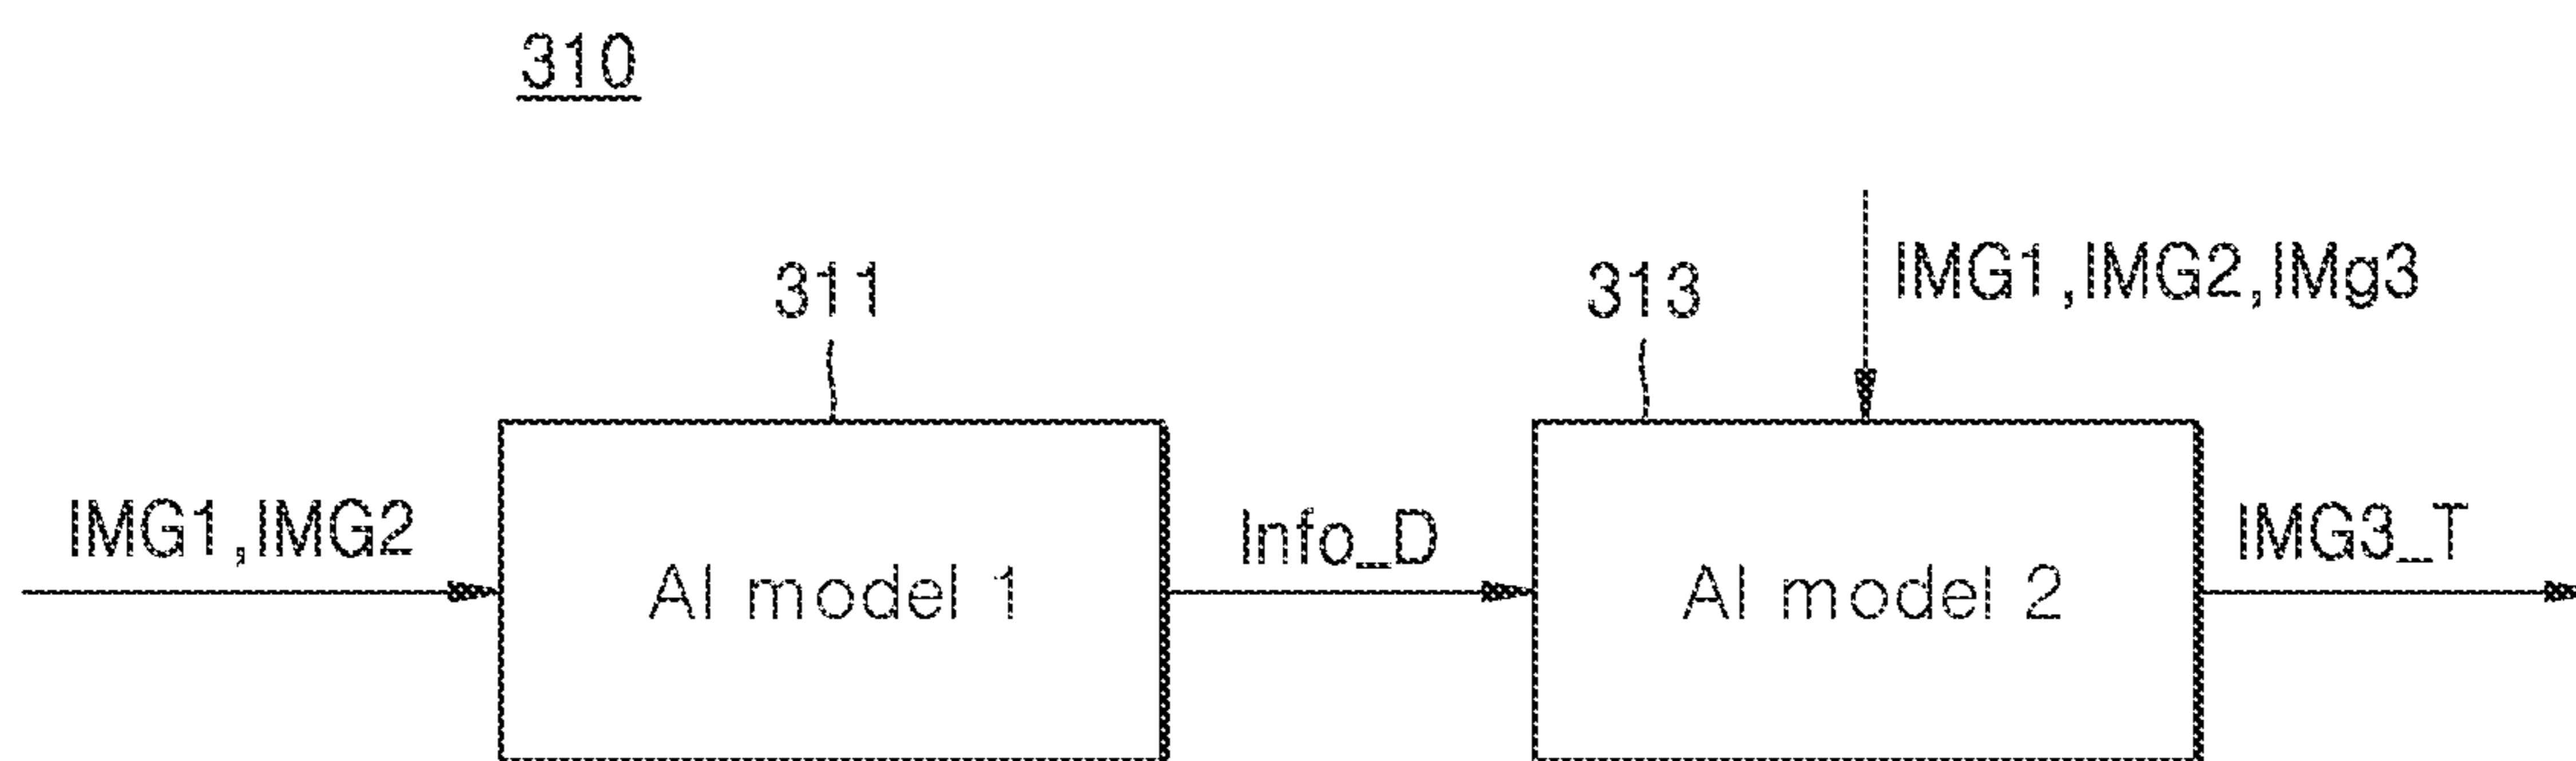 310
311
313
IMG1,IMG2,IMg3
IMG1,IMG2
AI model 1
Info_D
AI model 2
IMG3_T